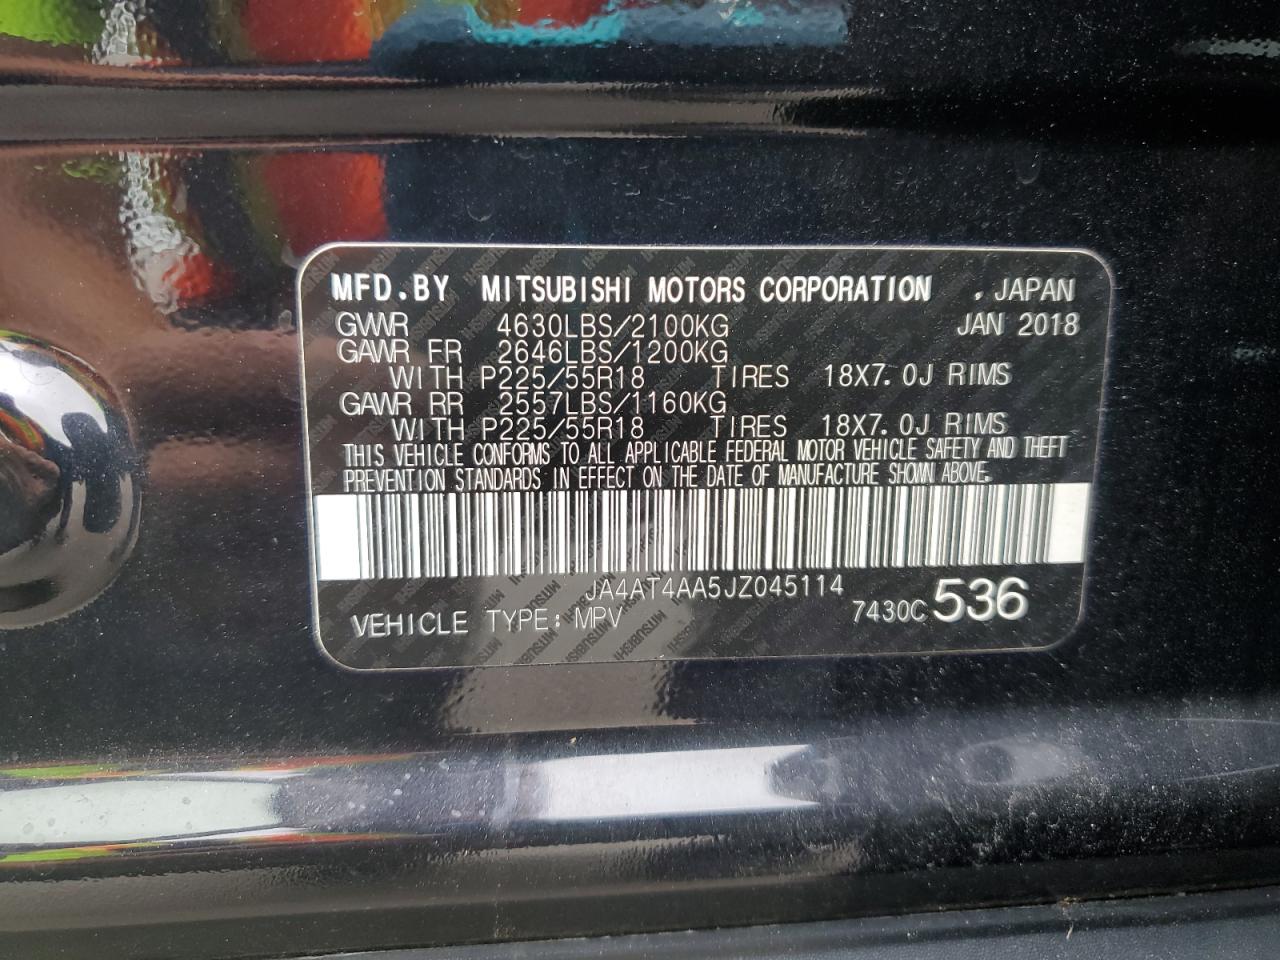 MFD.BY MITSUBISHI MOTORS CORPORATION , JAPAN
GVWR 4630LBS/2100KG JAN 2018
GAWR FR 2646LBS/1200KG
WITH P225/55R18 TIRES 18X7.0J RIMS
GAWR RR 2557LBS/1160KG
WITH P225/55R18 TIRES 18X7.0J RIMS
THIS VEHICLE CONFORMS TO ALL APPLICABLE FEDERAL MOTOR VEHICLE SAFETY AND THEFT
PREVENTION STANDARDS IN EFFECT ON THE DATE OF MANUFACTURE SHOWN ABOVE.
JA4AT4AA5JZ045114
VEHICLE TYPE: MPV 7430C 536